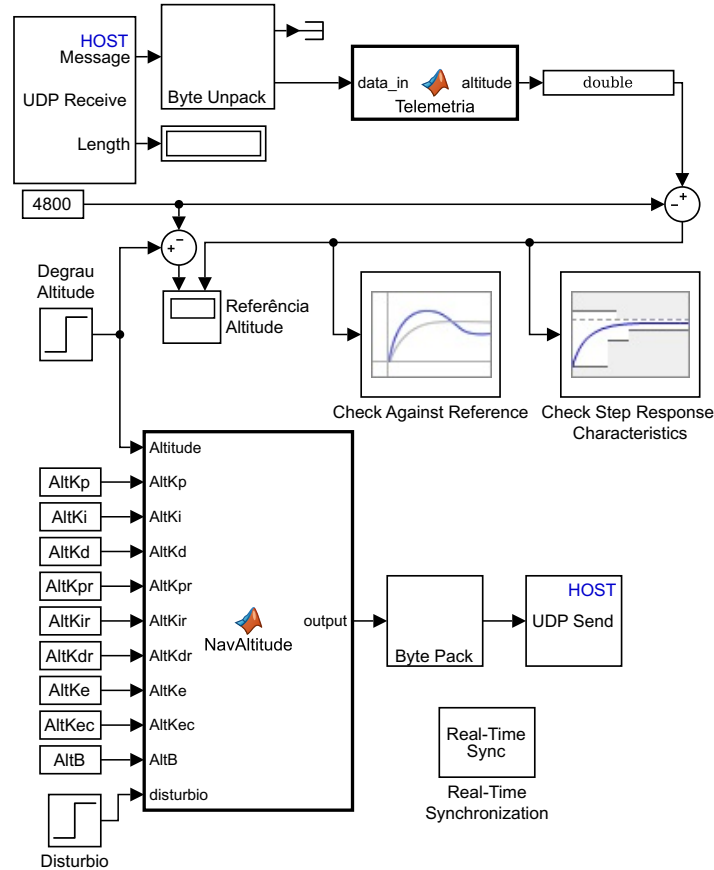 HOST
Message
UDP Receive
Length
Byte Unpack
data_in
altitude
Telemetria
double
4800
Degrau
Altitude
Referência
Altitude
Check Against Reference
Check Step Response
Characteristics
Altitude
AltKp
AltKp
AltKi
AltKi
AltKd
AltKd
AltKpr
AltKpr
AltKir
AltKir
AltKdr
AltKdr
AltKe
AltKe
AltKec
AltKec
AltB
AltB
disturbio
Disturbio
NavAltitude
output
Byte Pack
HOST
UDP Send
Real-Time
Sync
Real-Time
Synchronization